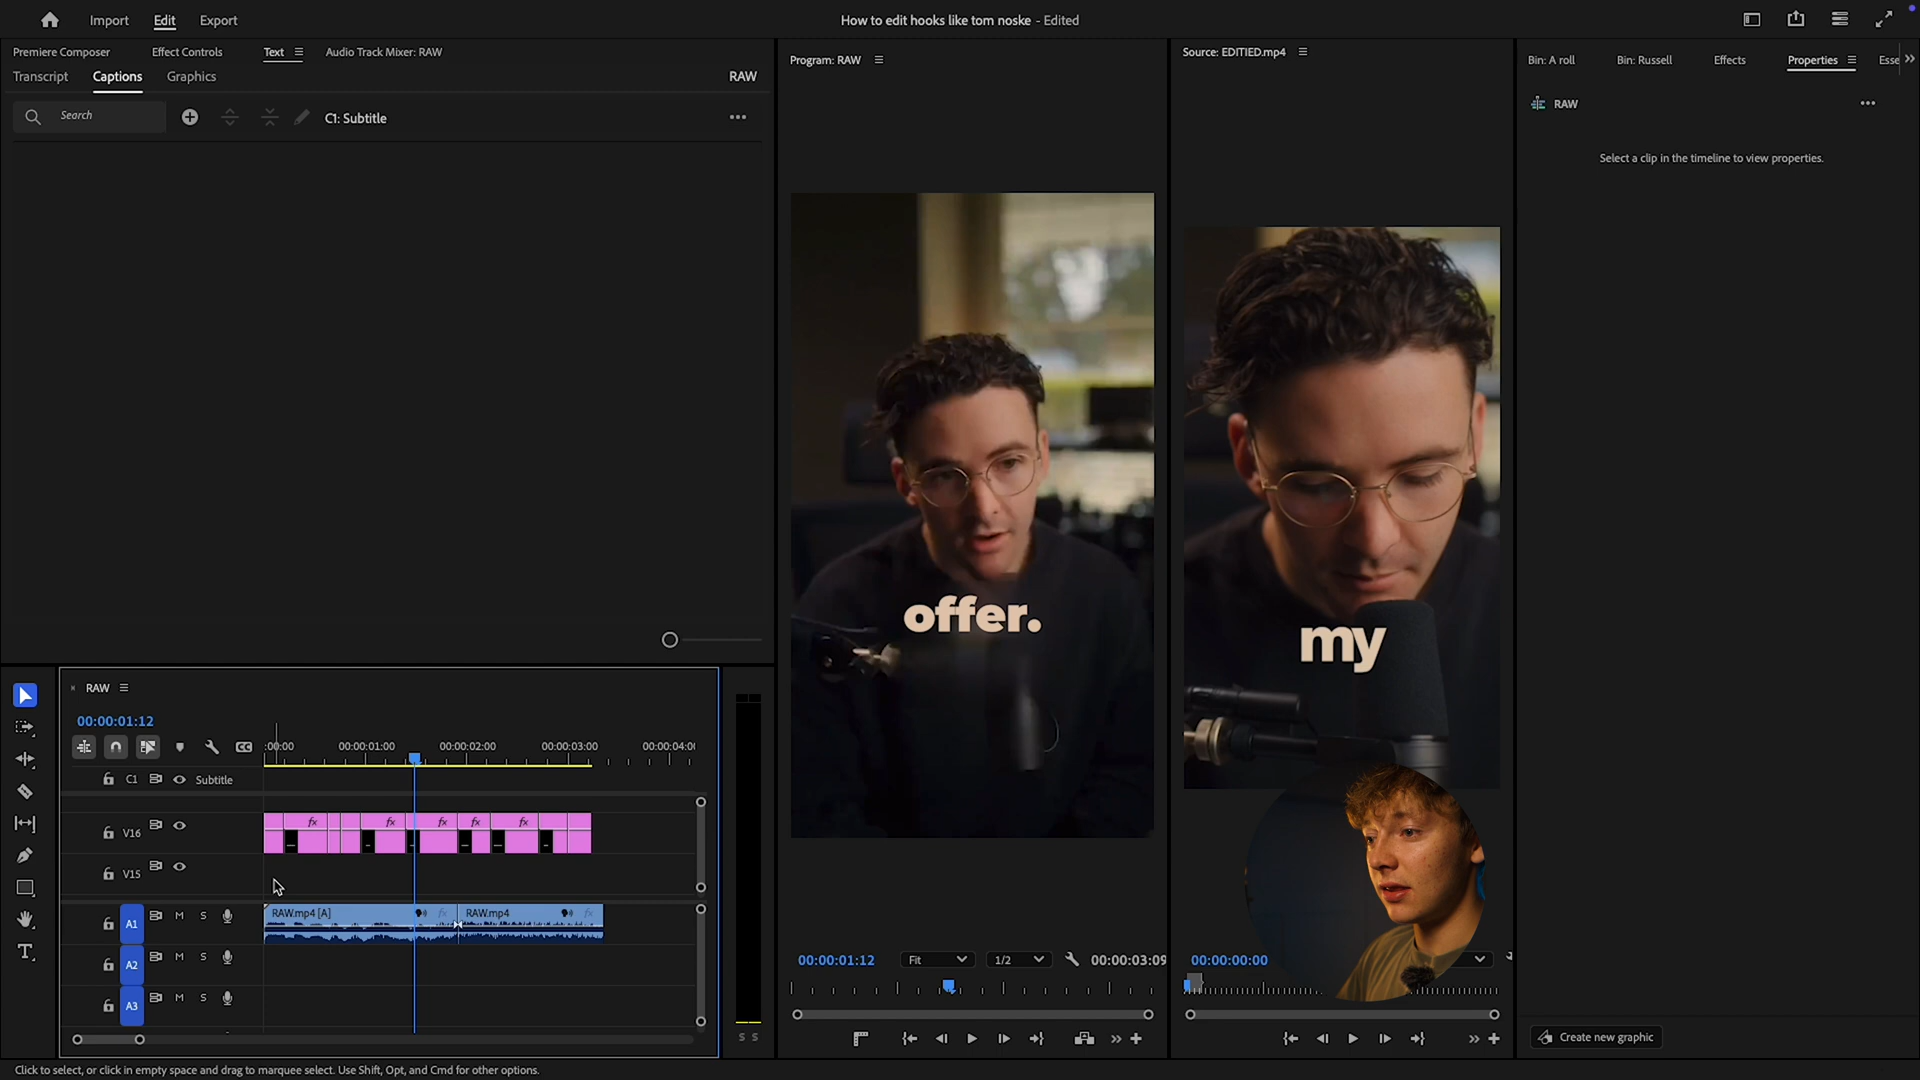 Import Edit Export
How to edit hooks like tom noske - Edited
Premiere Composer Effect Controls Text Audio Track Mixer: RAW
Transcript Captions Graphics RAW
Search
C1: Subtitle
Program: RAW
Source: EDITIED.mp4
Bin: A roll Bin: Russell Effects Properties Esse
RAW
Select a clip in the timeline to view properties.
offer.
my
RAW
00:00:01:12
CC
:00:00 00:00:01:00 00:00:02:00 00:00:03:00 00:00:04:0
C1 Subtitle
V16
fx fx fx fx fx
V15
A1 M S
RAW.mp4 [A] fx RAW.mp4 fx
A2 M S
A3 M S
S S
00:00:01:12 Fit 1/2 00:00:03:09
00:00:00:00
Create new graphic
Click to select, or click in empty space and drag to marquee select. Use Shift, Opt, and Cmd for other options.